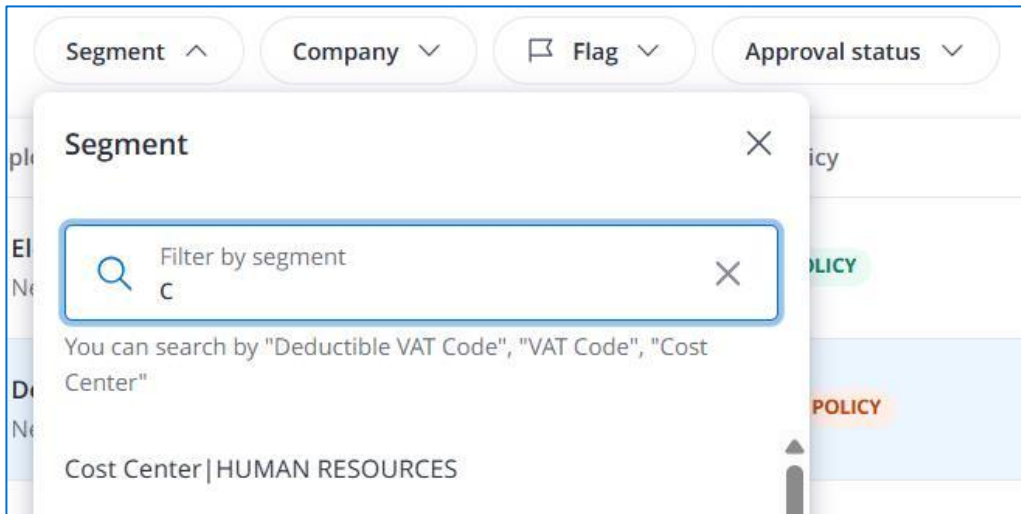 Segment Company Flag Approval status
Segment
Filter by segment
C
You can search by "Deductible VAT Code", "VAT Code", "Cost
Center"
POLICY
Cost Center|HUMAN RESOURCES